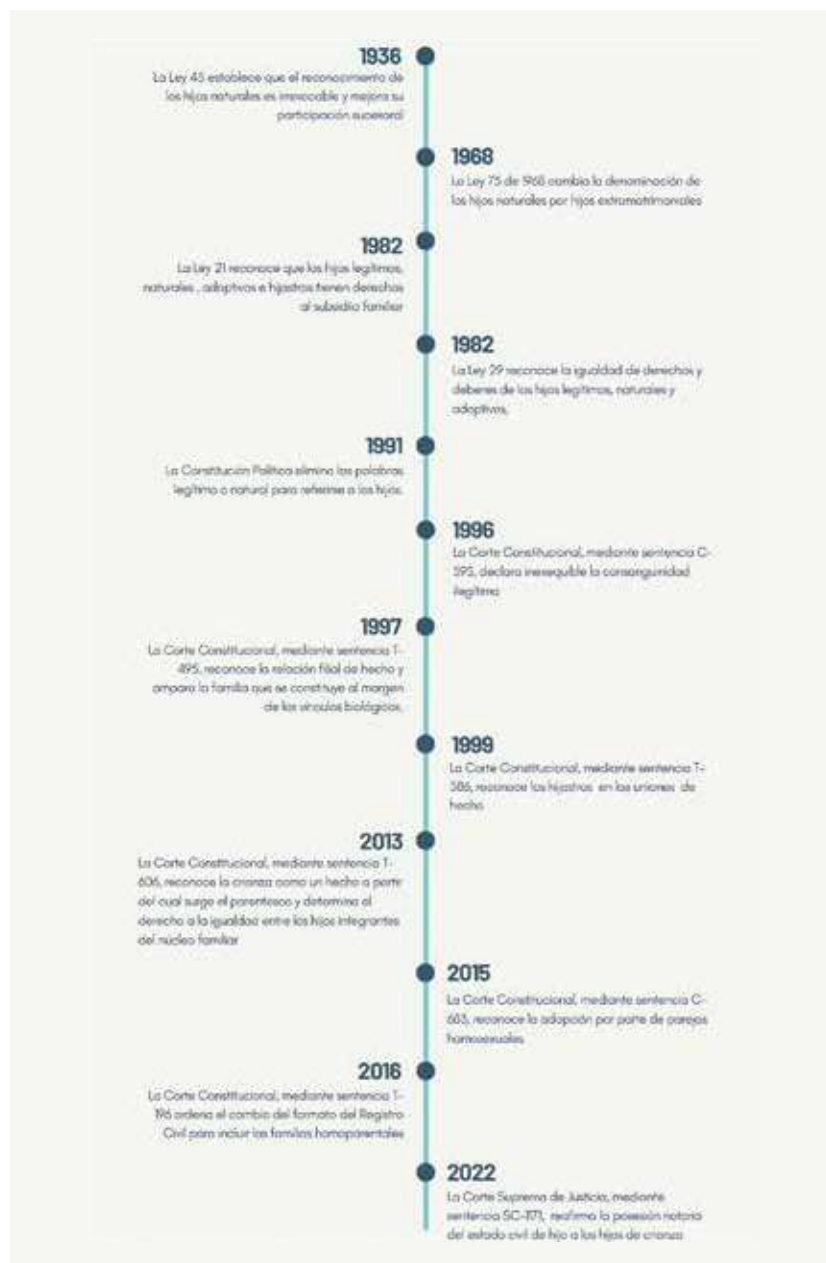 1936
La Ley 45 establece que el reconocimiento de
los hijos naturales es irrevocable y mejora su
participación sucesoral
1968
La Ley 75 de 1968 cambia la denominación de
los hijos naturales por hijos extramatrimoniales
1982
La Ley 21 reconoce que los hijos legítimos,
naturales , adoptivos e hijastros tienen derechos
al subsidio familiar
1982
La Ley 29 reconoce la igualdad de derechos y
deberes de los hijos legítimos, naturales y
adoptivos,
1991
La Constitución Política elimina las palabras
legítimo o natural para referirse a los hijos.
1996
La Corte Constitucional, mediante sentencia C-
595, declara inexequible la consanguinidad
ilegítima
1997
La Corte Constitucional, mediante sentencia T-
495, reconoce la relación filial de hecho y
ampara la familia que se constituye al margen
de los vínculos biológicos.
1999
La Corte Constitucional, mediante sentencia T-
586, reconoce los hijastros en las uniones de
hecho
2013
La Corte Constitucional, mediante sentencia T-
606, reconoce la crianza como un hecho a partir
del cual surge el parentesco y determina el
derecho a la igualdad entre los hijos integrantes
del núcleo familiar
2015
La Corte Constitucional, mediante sentencia C-
683, reconoce la adopción por parte de parejas
homosexuales
2016
La Corte Constitucional, mediante sentencia T-
196 ordena el cambio del formato del Registro
Civil para incluir las familias homoparentales
2022
La Corte Suprema de Justicia, mediante
sentencia SC-1171, reafirma la posesión notoria
del estado civil de hijo a los hijos de crianza